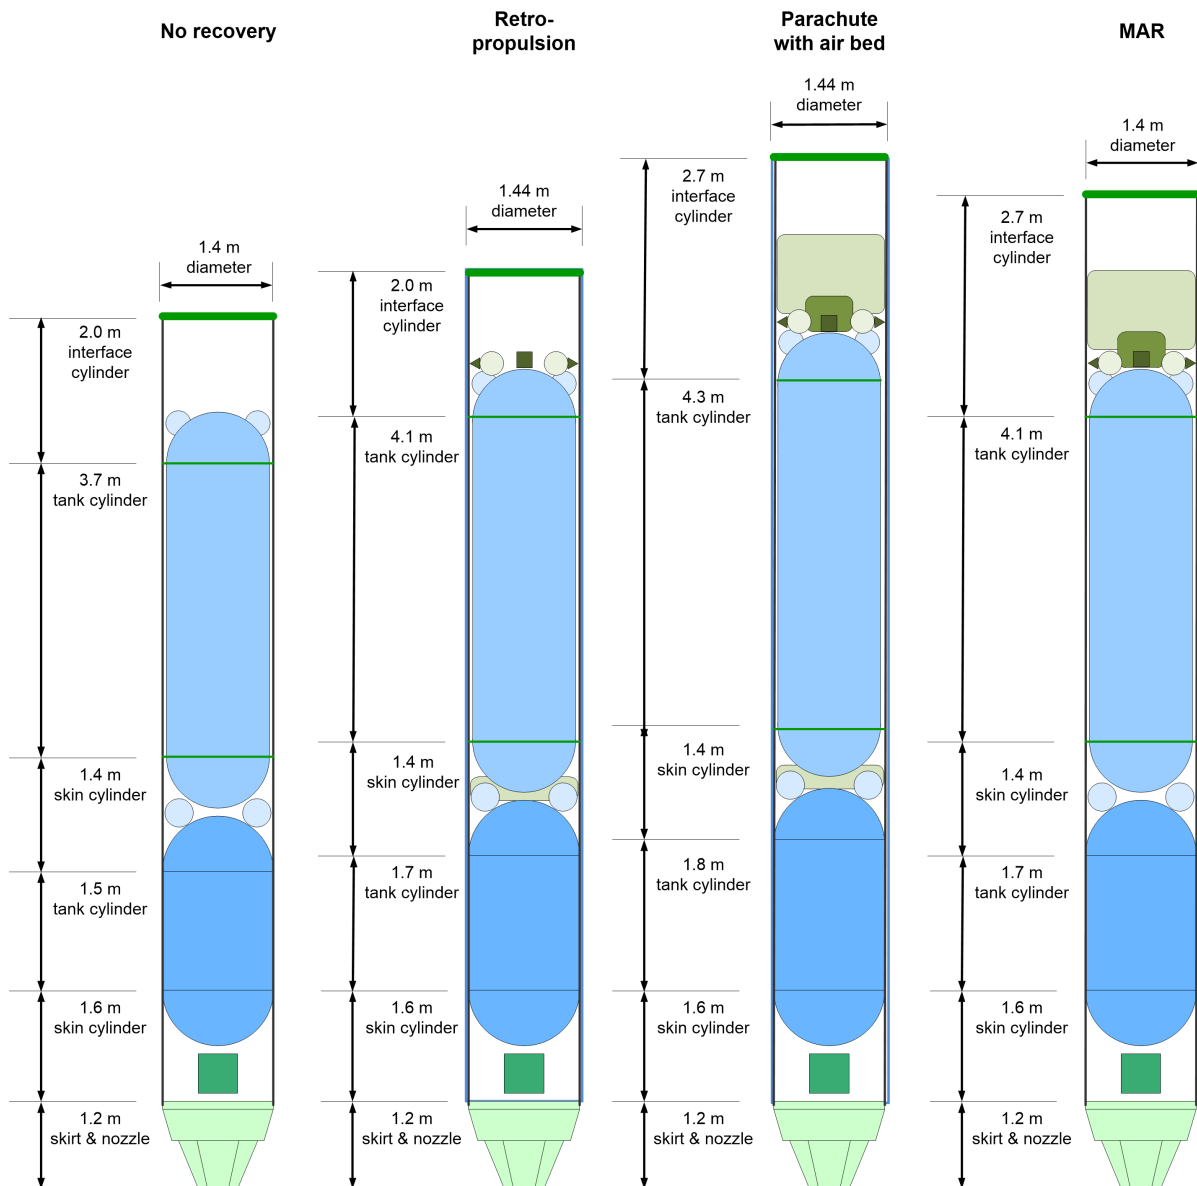 No recovery
2.0 m
interface
cylinder
1.4 m
diameter
3.7 m
tank cylinder
1.4 m
skin cylinder
1.5 m
tank cylinder
1.6 m
skin cylinder
1.2 m
skirt & nozzle
Retro-
propulsion
1.44 m
diameter
2.0 m
interface
cylinder
4.1 m
tank cylinder
1.4 m
skin cylinder
1.7 m
tank cylinder
1.6 m
skin cylinder
1.2 m
skirt & nozzle
Parachute
with air bed
1.44 m
diameter
2.7 m
interface
cylinder
4.3 m
tank cylinder
1.4 m
skin cylinder
1.8 m
tank cylinder
1.6 m
skin cylinder
1.2 m
skirt & nozzle
MAR
1.4 m
diameter
2.7 m
interface
cylinder
4.1 m
tank cylinder
1.4 m
skin cylinder
1.7 m
tank cylinder
1.6 m
skin cylinder
1.2 m
skirt & nozzle